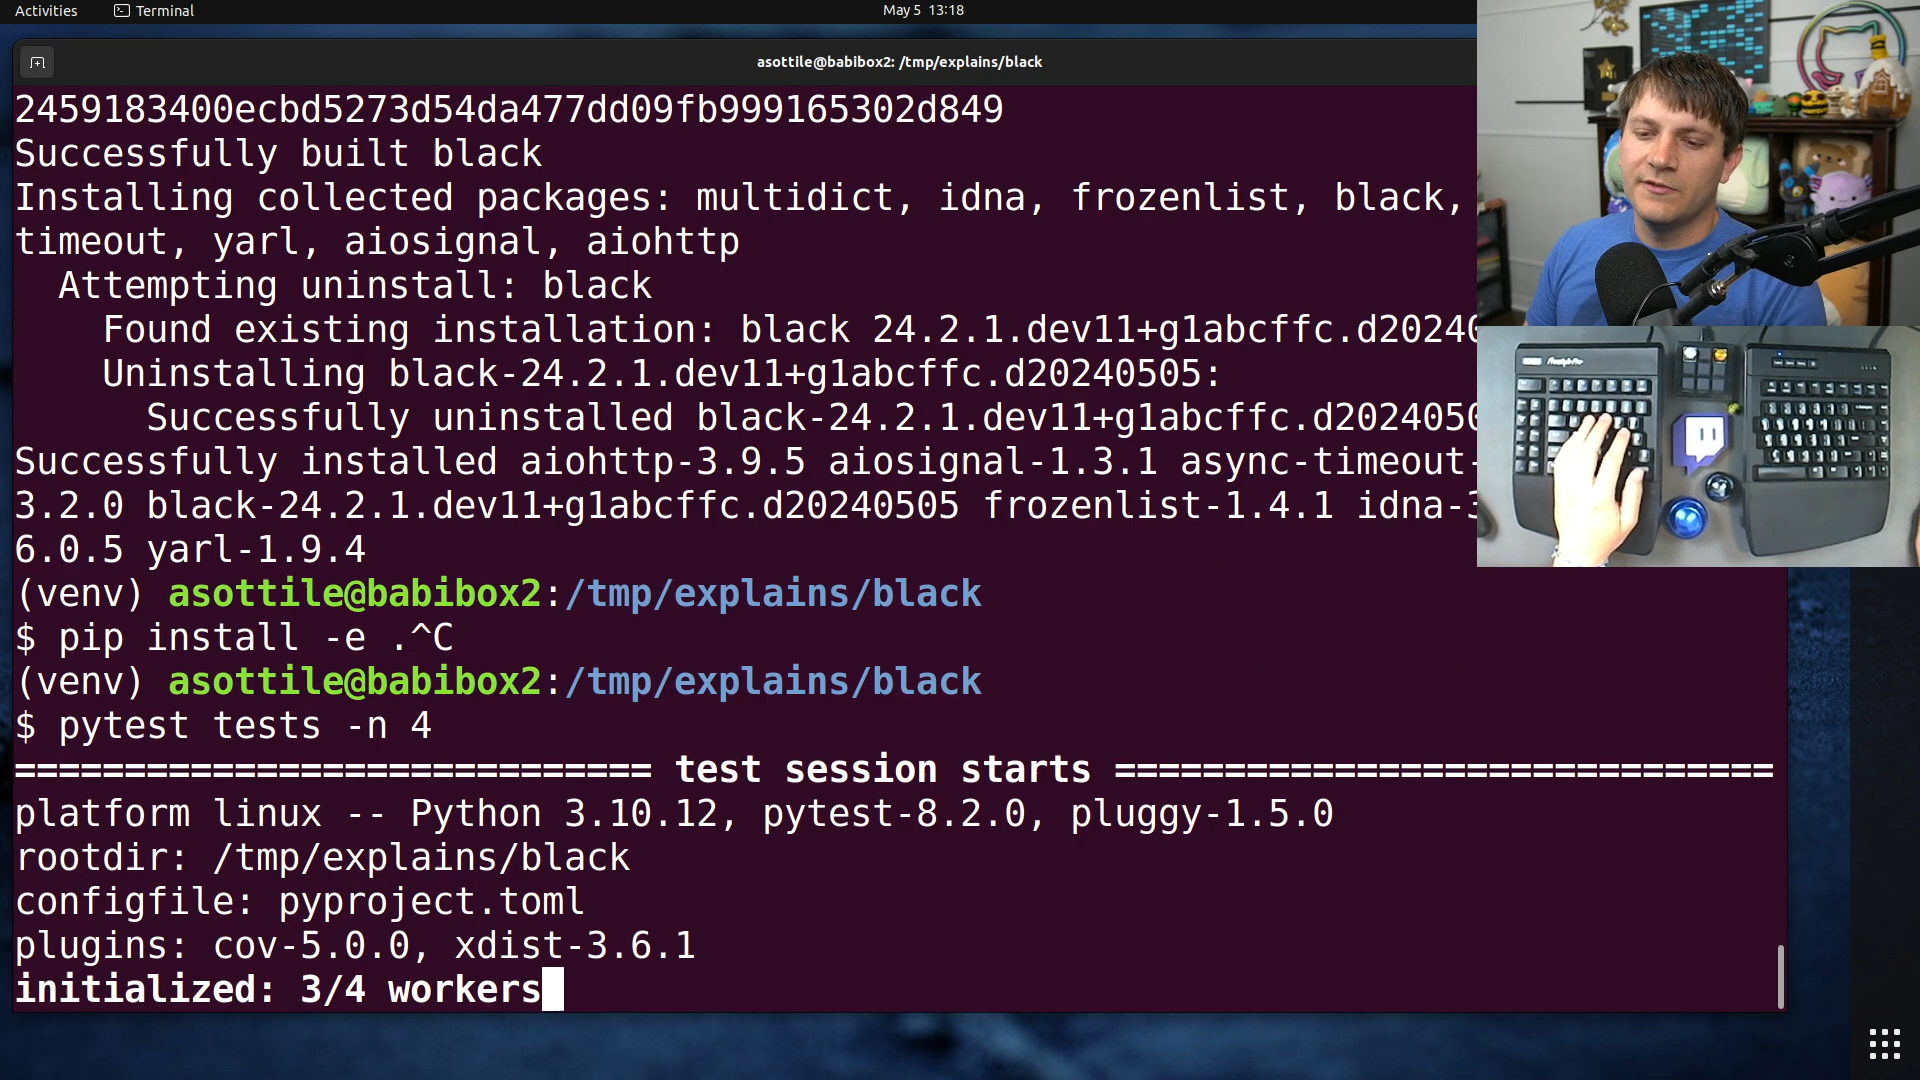 Activities
Terminal
May 5 13:18
asottile@babibox2: /tmp/explains/black
2459183400ecbd5273d54da477dd09fb999165302d849
Successfully built black
Installing collected packages: multidict, idna, frozenlist, black,
timeout, yarl, aiosignal, aiohttp
Attempting uninstall: black
Found existing installation: black 24.2.1.dev11+g1abcffc.d2024
Uninstalling black-24.2.1.dev11+g1abcffc.d20240505:
Successfully uninstalled black-24.2.1.dev11+g1abcffc.d202405
Successfully installed aiohttp-3.9.5 aiosignal-1.3.1 async-timeout-
3.2.0 black-24.2.1.dev11+g1abcffc.d20240505 frozenlist-1.4.1 idna-3
6.0.5 yarl-1.9.4
(venv) asottile@babibox2:/tmp/explains/black
$ pip install -e .^C
(venv) asottile@babibox2:/tmp/explains/black
$ pytest tests -n 4
============================= test session starts ==============================
platform linux -- Python 3.10.12, pytest-8.2.0, pluggy-1.5.0
rootdir: /tmp/explains/black
configfile: pyproject.toml
plugins: cov-5.0.0, xdist-3.6.1
initialized: 3/4 workers